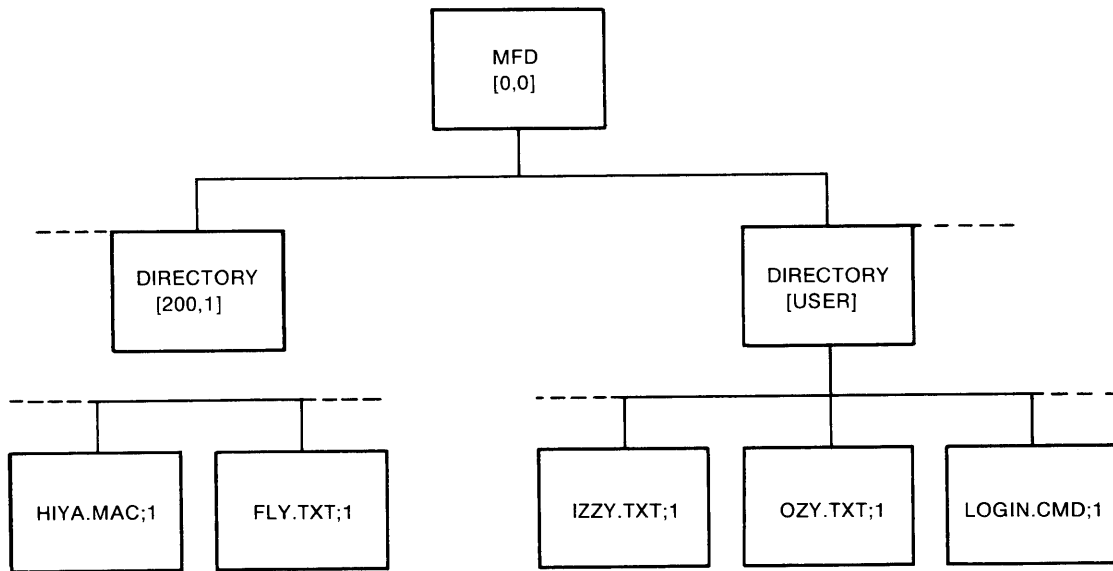 MFD
[0,0]
DIRECTORY
[200,1]
DIRECTORY
[USER]
HIYA.MAC;1
FLY.TXT;1
IZZY.TXT;1
OZY.TXT;1
LOGIN.CMD;1